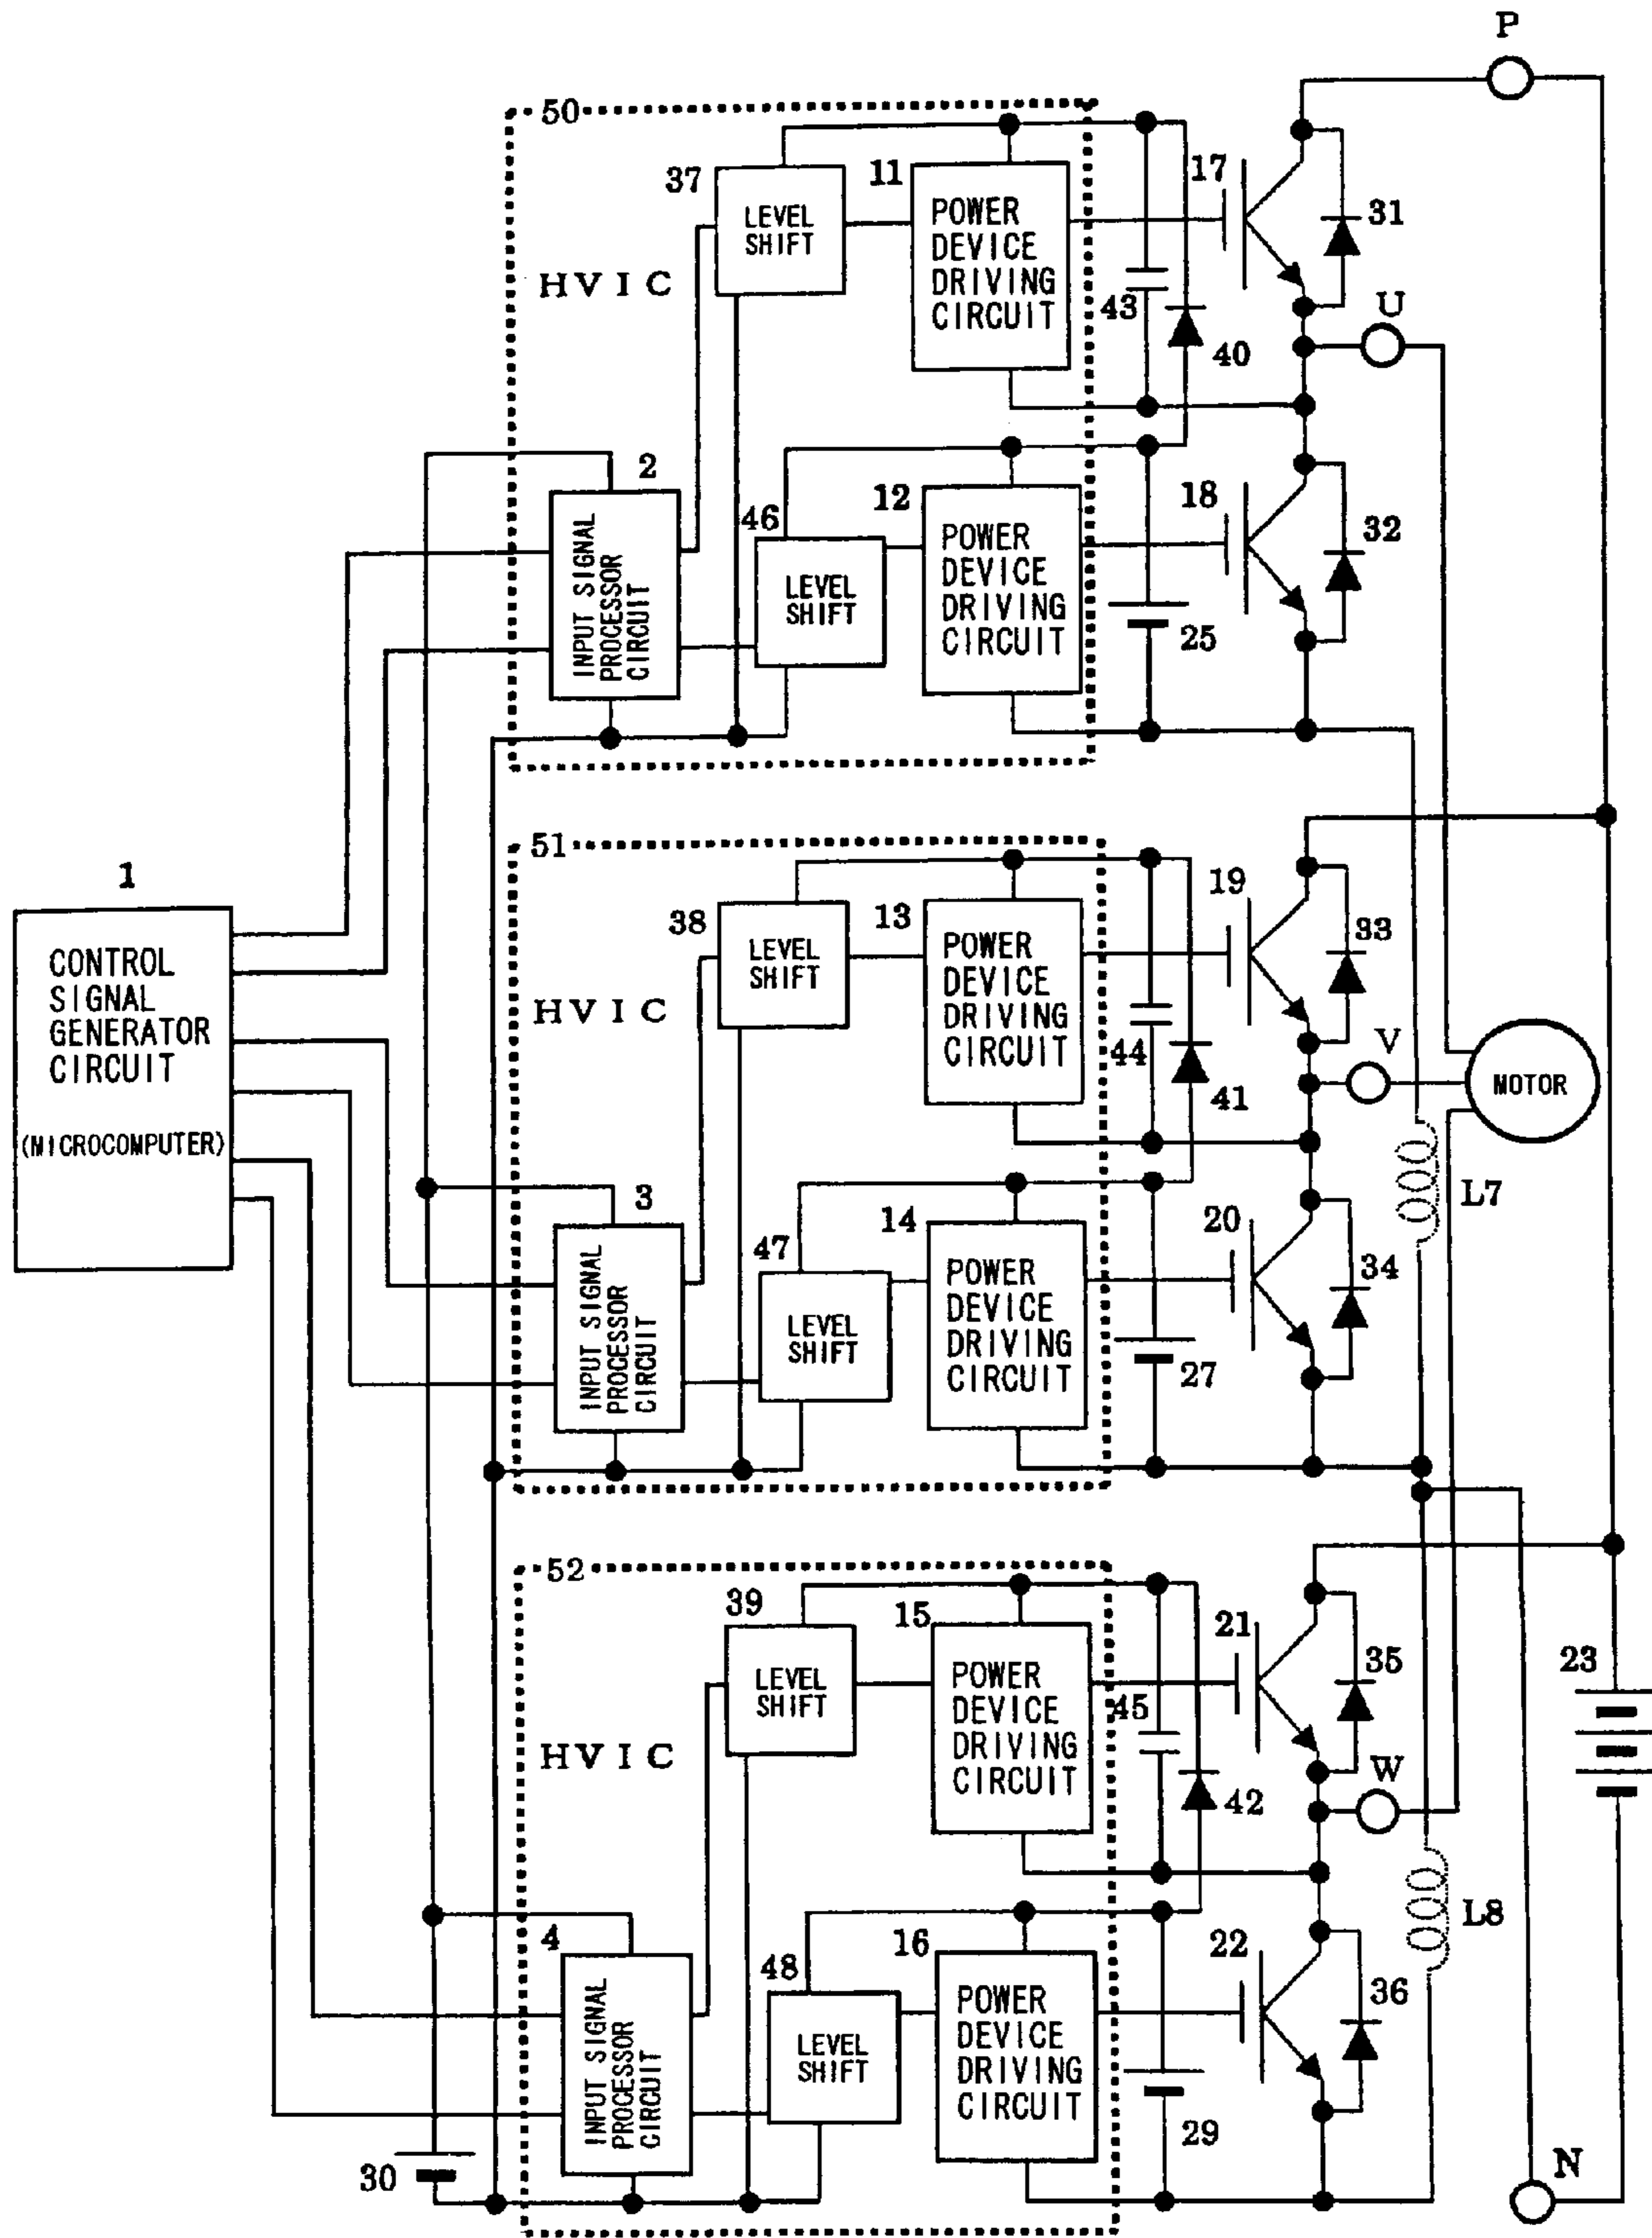 P
50
37
LEVEL
SHIFT
11
POWER
DEVICE
DRIVING
CIRCUIT
17
31
HVIC
43
40
U
2
INPUT SIGNAL
PROCESSOR
CIRCUIT
46
LEVEL
SHIFT
12
POWER
DEVICE
DRIVING
CIRCUIT
18
32
25
1
CONTROL
SIGNAL
GENERATOR
CIRCUIT
(MICROCOMPUTER)
51
38
LEVEL
SHIFT
13
POWER
DEVICE
DRIVING
CIRCUIT
19
33
HVIC
44
41
V
MOTOR
3
INPUT SIGNAL
PROCESSOR
CIRCUIT
47
LEVEL
SHIFT
14
POWER
DEVICE
DRIVING
CIRCUIT
20
34
L7
27
52
39
LEVEL
SHIFT
15
POWER
DEVICE
DRIVING
CIRCUIT
21
35
23
HVIC
45
42
W
4
INPUT SIGNAL
PROCESSOR
CIRCUIT
48
LEVEL
SHIFT
16
POWER
DEVICE
DRIVING
CIRCUIT
22
36
L8
29
30
N